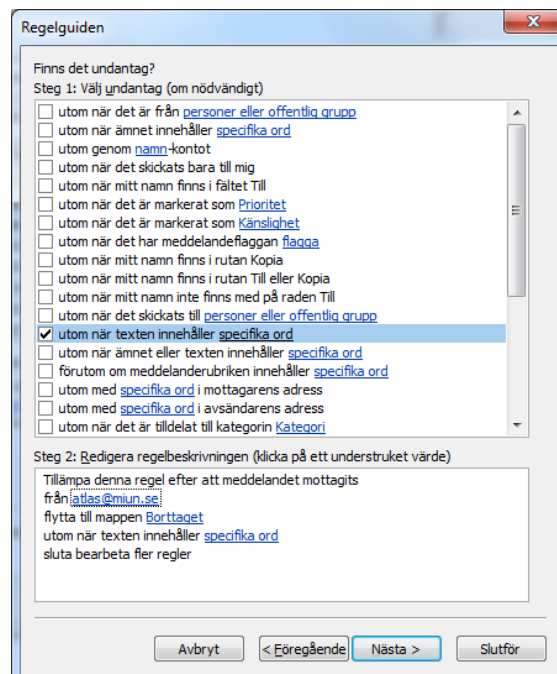 Regelguiden
Finns det undantag?
Steg 1: Välj undantag (om nödvändigt)
utom när det är från personer eller offentlig grupp
utom när ämnet innehåller specifika ord
utom genom namn-kontot
utom när det skickats bara till mig
utom när mitt namn finns i fältet Till
utom när det är markerat som Prioritet
utom när det är markerat som Känslighet
utom när det har meddelandeflaggan flagga
utom när mitt namn finns i rutan Kopia
utom när mitt namn finns i rutan Till eller Kopia
utom när mitt namn inte finns med på raden Till
utom när det skickats till personer eller offentlig grupp
utom när texten innehåller specifika ord
utom när ämnet eller texten innehåller specifika ord
förutom om meddelanderubriken innehåller specifika ord
utom med specifika ord i mottagarens adress
utom med specifika ord i avsändarens adress
utom när det är tilldelat till kategorin Kategori
Steg 2: Redigera regelbeskrivningen (klicka på ett understruket värde)
Tillämpa denna regel efter att meddelandet mottagits
från atlas@miun.se
flytta till mappen Borttaget
utom när texten innehåller specifika ord
sluta bearbeta fler regler
Avbryt < Föregående Nästa > Slutför